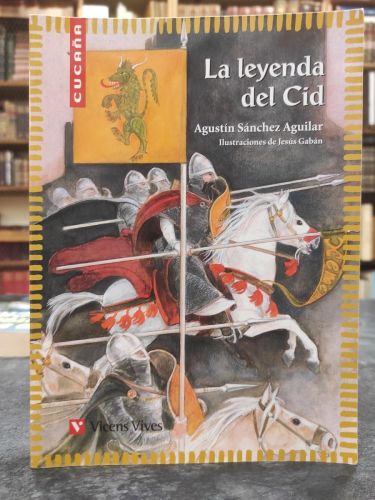 CUCAÑA
La leyenda
del Cid
Agustín Sánchez Aguilar
Ilustraciones de Jesús Gabán
V
Vicens Vives